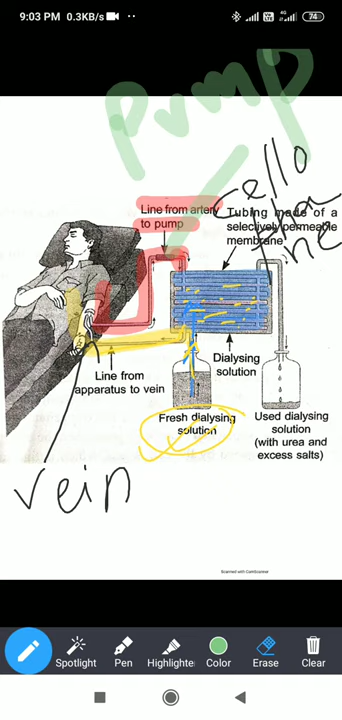 9:03 PM 0.3KB/s
4G
74
Pump
Line from artery
to pump
Cello
phane
Tubing made of a
selectively permeable
membrane
Line from
apparatus to vein
Dialysing
solution
Fresh dialysing
solution
Used dialysing
solution
(with urea and
excess salts)
vein
Scanned with CamScanner
Spotlight
Pen
Highlighte
Color
Erase
Clear